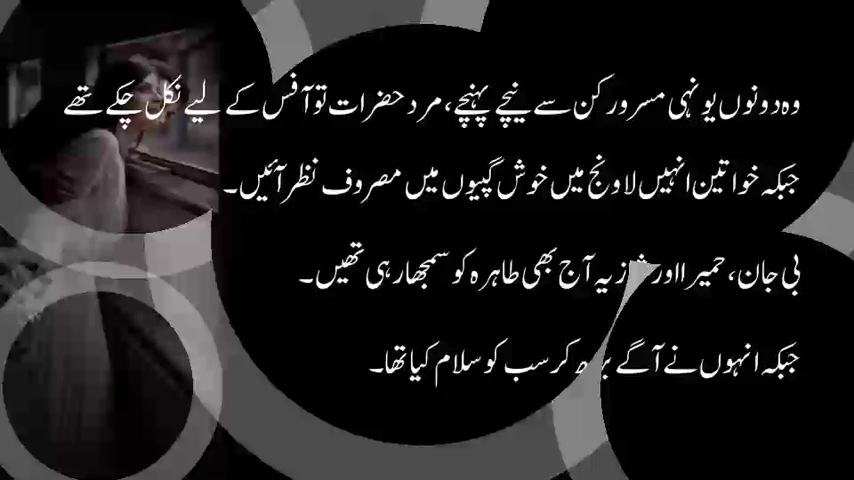 وہ دونوں یونہی مسرور کن سے نیچے پہنچے، مرد حضرات تو آفس کے لیے نکل چکے تھے
جبکہ خواتین انہیں لاونج میں خوش گپیوں میں مصروف نظر آئیں۔
بی جان، حمیرا اور شازیہ آج بھی طاہرہ کو سمجھا رہی تھیں۔
جبکہ انہوں نے آگے بڑھ کر سب کو سلام کیا تھا۔